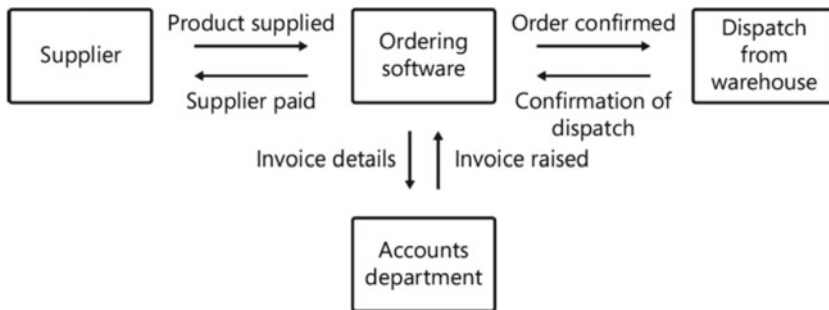 Product supplied
Order confirmed
Supplier
Ordering
software
Dispatch
from
warehouse
Supplier paid
Confirmation of
dispatch
Invoice details
Invoice raised
Accounts
department